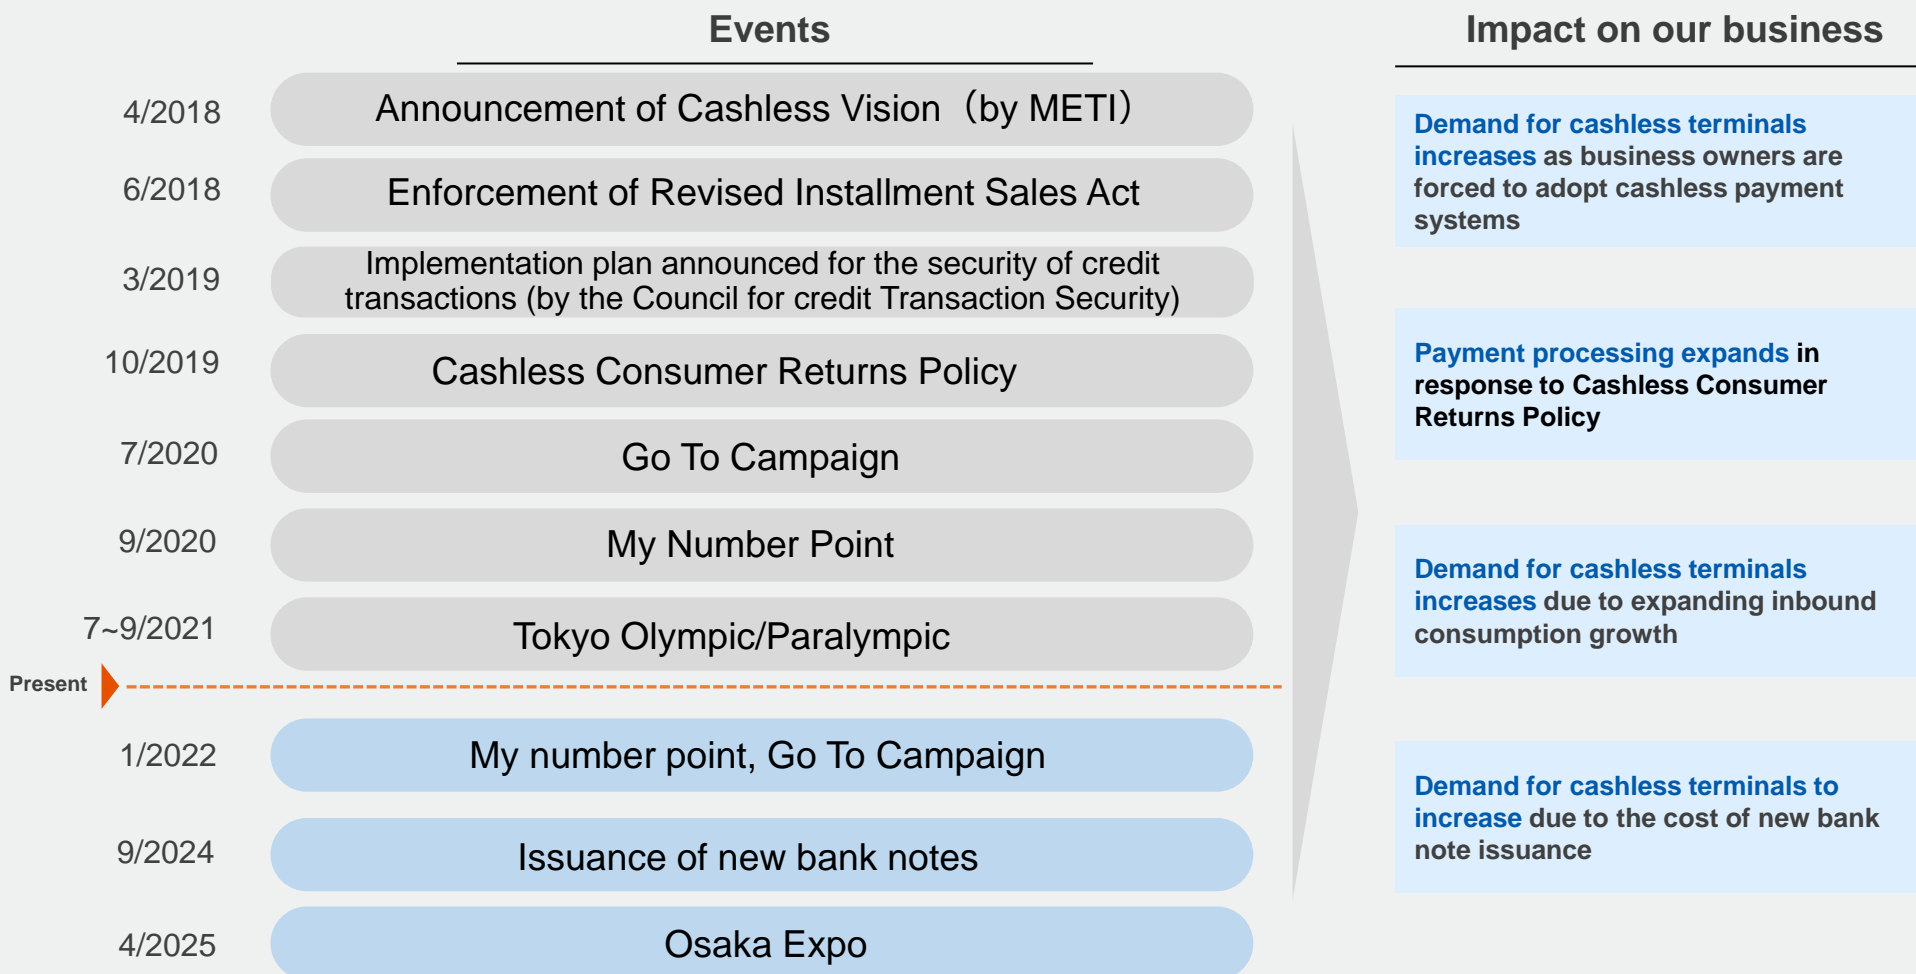 Events
Impact on our business
4/2018
Announcement of Cashless Vision（by METI）
6/2018
Enforcement of Revised Installment Sales Act
3/2019
Implementation plan announced for the security of credit
transactions (by the Council for credit Transaction Security)
10/2019
Cashless Consumer Returns Policy
7/2020
Go To Campaign
9/2020
My Number Point
7~9/2021
Tokyo Olympic/Paralympic
Present
1/2022
My number point, Go To Campaign
9/2024
Issuance of new bank notes
4/2025
Osaka Expo
Demand for cashless terminals
increases as business owners are
forced to adopt cashless payment
systems
Payment processing expands in
response to Cashless Consumer
Returns Policy
Demand for cashless terminals
increases due to expanding inbound
consumption growth
Demand for cashless terminals to
increase due to the cost of new bank
note issuance